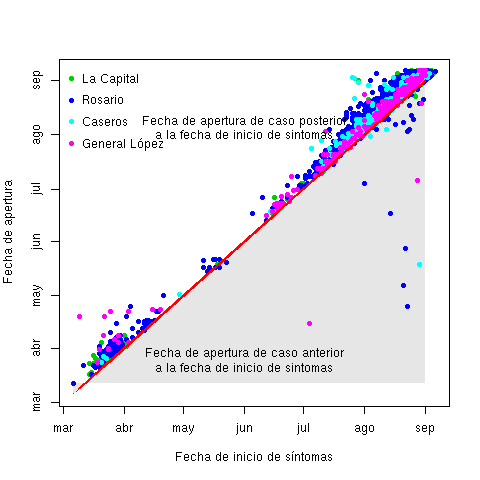 La Capital
Rosario
Caseros
General López
Fecha de apertura de caso posterior
a la fecha de inicio de sintomas
Fecha de apertura de caso anterior
a la fecha de inicio de sintomas
Fecha de apertura
sep
ago
jul
jun
may
abr
mar
mar abr may jun jul ago sep
Fecha de inicio de síntomas